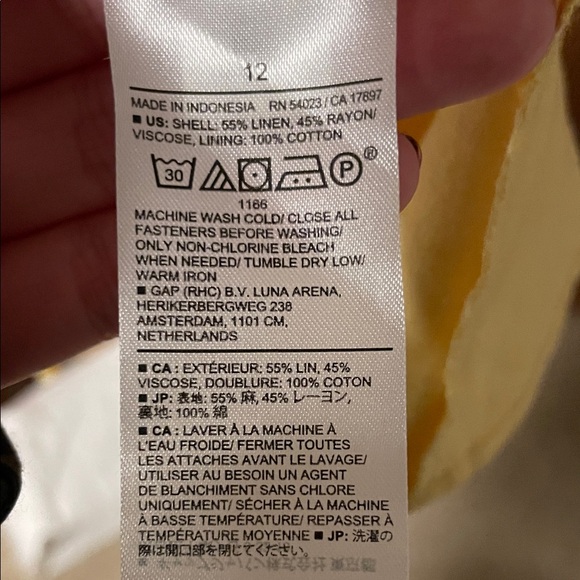 12
MADE IN INDONESIA RN 54023 / CA 17897
■ US: SHELL: 55% LINEN, 45% RAYON/
VISCOSE, LINING: 100% COTTON
30 P®
1166
MACHINE WASH COLD/ CLOSE ALL
FASTENERS BEFORE WASHING/
ONLY NON-CHLORINE BLEACH
WHEN NEEDED/ TUMBLE DRY LOW/
WARM IRON
■ GAP (RHC) B.V. LUNA ARENA,
HERIKERBERGWEG 238
AMSTERDAM, 1101 CM,
NETHERLANDS
■ CA : EXTÉRIEUR: 55% LIN, 45%
VISCOSE, DOUBLURE: 100% COTON
■ JP: 表地: 55% 麻, 45% レーヨン,
裏地: 100% 綿
■ CA : LAVER À LA MACHINE À
L'EAU FROIDE/ FERMER TOUTES
LES ATTACHES AVANT LE LAVAGE/
UTILISER AU BESOIN UN AGENT
DE BLANCHIMENT SANS CHLORE
UNIQUEMENT/ SÉCHER À LA MACHINE
À BASSE TEMPÉRATURE/ REPASSER À
TEMPÉRATURE MOYENNE ■ JP: 洗濯の
際は開口部を閉じてください。